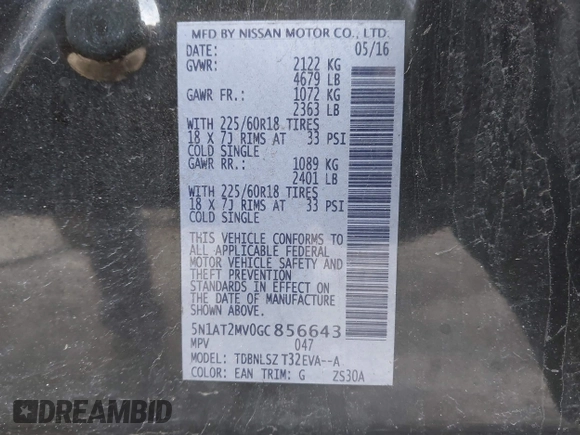 MFD BY NISSAN MOTOR CO., LTD.
DATE: 05/16
GVWR: 2122 KG
4679 LB
GAWR FR.: 1072 KG
2363 LB
WITH 225/60R18 TIRES
18 X 7J RIMS AT 33 PSI
COLD SINGLE
GAWR RR.: 1089 KG
2401 LB
WITH 225/60R18 TIRES
18 X 7J RIMS AT 33 PSI
COLD SINGLE
THIS VEHICLE CONFORMS TO
ALL APPLICABLE FEDERAL
MOTOR VEHICLE SAFETY AND
THEFT PREVENTION
STANDARDS IN EFFECT ON
THE DATE OF MANUFACTURE
SHOWN ABOVE.
5N1AT2MV0GC856643
MPV 047
MODEL: TDBNLSZ T32EVA--A
COLOR: EAN TRIM: G ZS30A
DREAMBID